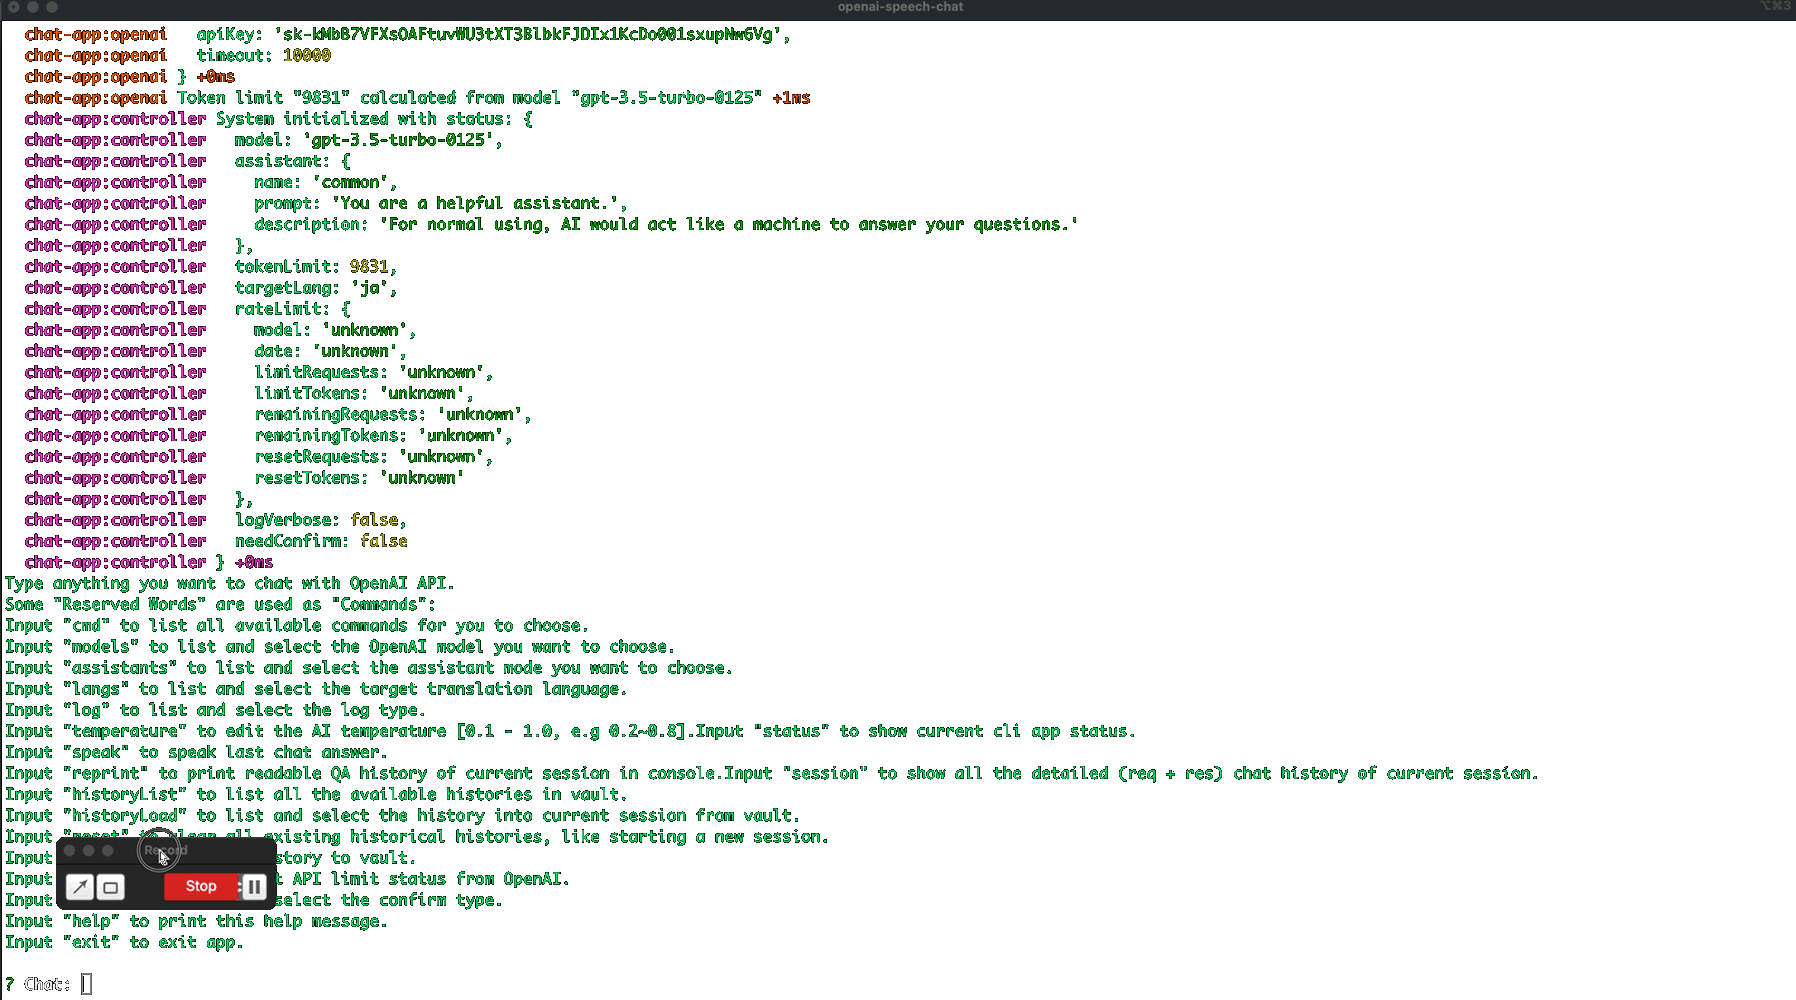 openai-speech-chat
⌥⌘3
chat-app:openai apiKey: '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',
chat-app:openai timeout: 10000
chat-app:openai } +0ms
chat-app:openai Token limit "9831" calculated from model "gpt-3.5-turbo-0125" +1ms
chat-app:controller System initialized with status: {
chat-app:controller model: 'gpt-3.5-turbo-0125',
chat-app:controller assistant: {
chat-app:controller name: 'common',
chat-app:controller prompt: 'You are a helpful assistant.',
chat-app:controller description: 'For normal using, AI would act like a machine to answer your questions.'
chat-app:controller },
chat-app:controller tokenLimit: 9831,
chat-app:controller targetLang: 'ja',
chat-app:controller rateLimit: {
chat-app:controller model: 'unknown',
chat-app:controller date: 'unknown',
chat-app:controller limitRequests: 'unknown',
chat-app:controller limitTokens: 'unknown',
chat-app:controller remainingRequests: 'unknown',
chat-app:controller remainingTokens: 'unknown',
chat-app:controller resetRequests: 'unknown',
chat-app:controller resetTokens: 'unknown'
chat-app:controller },
chat-app:controller logVerbose: false,
chat-app:controller needConfirm: false
chat-app:controller } +0ms
Type anything you want to chat with OpenAI API.
Some "Reserved Words" are used as "Commands":
Input "cmd" to list all available commands for you to choose.
Input "models" to list and select the OpenAI model you want to choose.
Input "assistants" to list and select the assistant mode you want to choose.
Input "langs" to list and select the target translation language.
Input "log" to list and select the log type.
Input "temperature" to edit the AI temperature [0.1 - 1.0, e.g 0.2~0.8].Input "status" to show current cli app status.
Input "speak" to speak last chat answer.
Input "reprint" to print readable QA history of current session in console.Input "session" to show all the detailed (req + res) chat history of current session.
Input "historyList" to list all the available histories in vault.
Input "historyLoad" to list and select the history into current session from vault.
Input all existing historical histories, like starting a new session.
Input story to vault.
Input API limit status from OpenAI.
Input select the confirm type.
Record
Stop
Input "help" to print this help message.
Input "exit" to exit app.
? Chat: